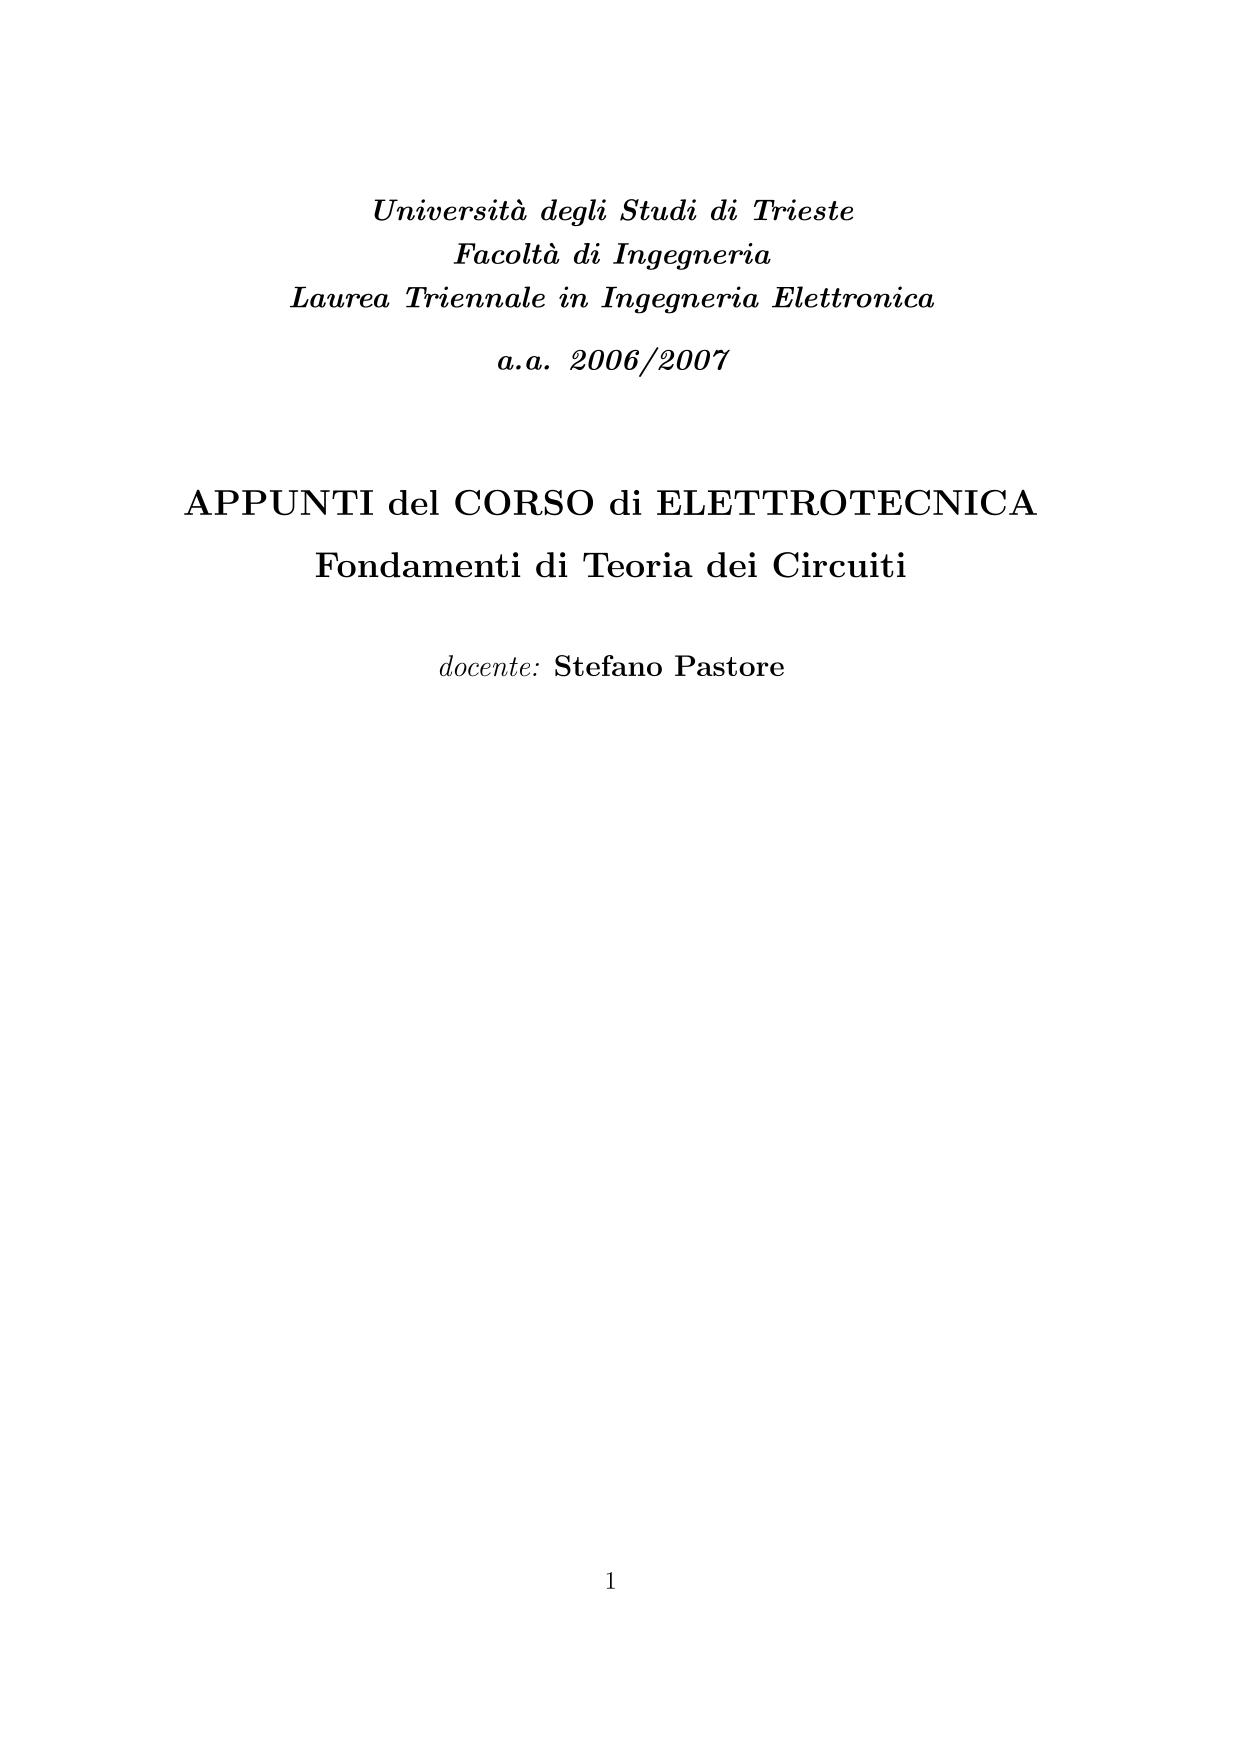 Università degli Studi di Trieste
Facoltà di Ingegneria
Laurea Triennale in Ingegneria Elettronica
a.a. 2006/2007
APPUNTI del CORSO di ELETTROTECNICA
Fondamenti di Teoria dei Circuiti
docente: Stefano Pastore
1